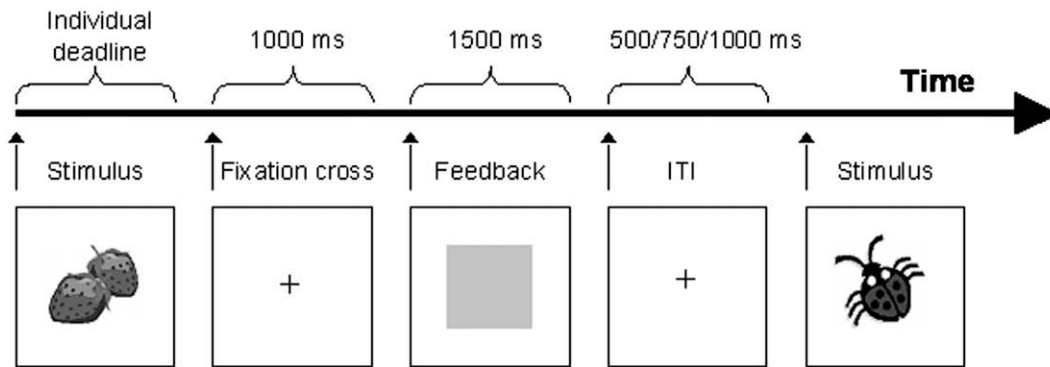 Individual
deadline
1000 ms
1500 ms
500/750/1000 ms
Time
Stimulus
Fixation cross
Feedback
ITI
Stimulus
+
+